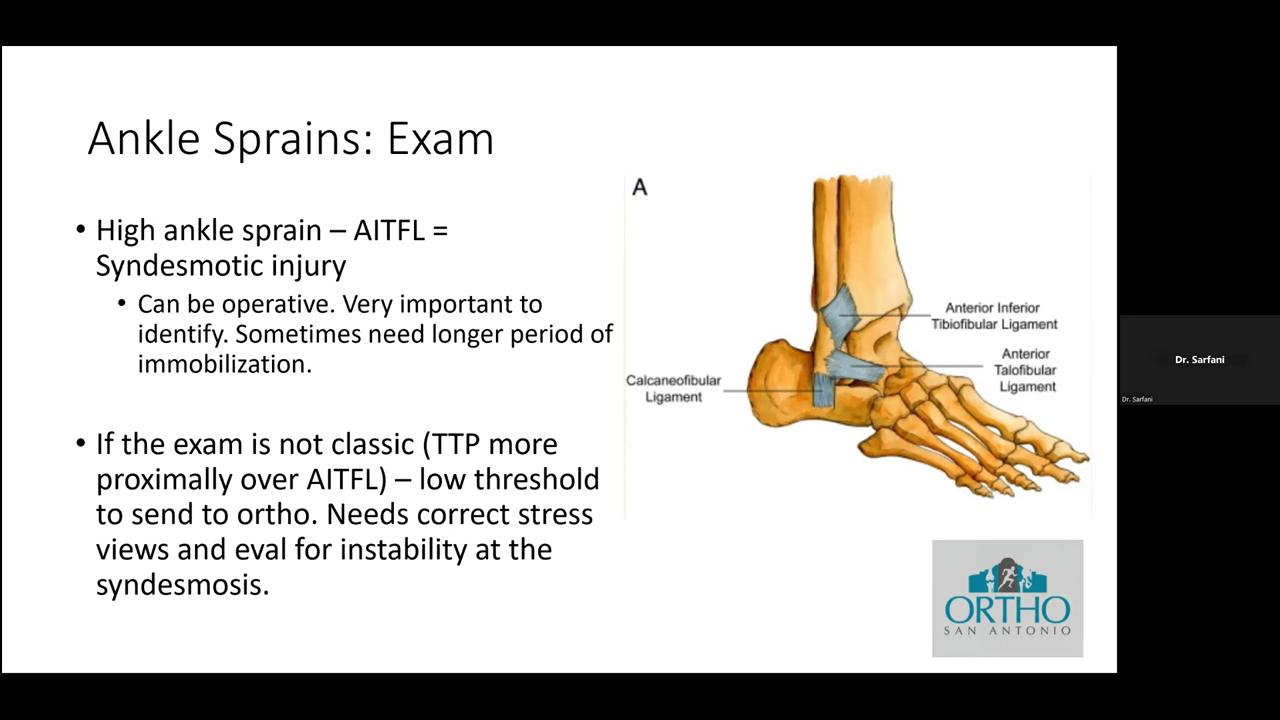 Ankle Sprains: Exam
• High ankle sprain – AITFL =
Syndesmotic injury
• Can be operative. Very important to
identify. Sometimes need longer period of
immobilization.
• If the exam is not classic (TTP more
proximally over AITFL) – low threshold
to send to ortho. Needs correct stress
views and eval for instability at the
syndesmosis.
A
Anterior Inferior
Tibiofibular Ligament
Anterior
Talofibular
Ligament
Calcaneofibular
Ligament
ORTHO
SAN ANTONIO
Dr. Sarfani
Dr. Sarfani